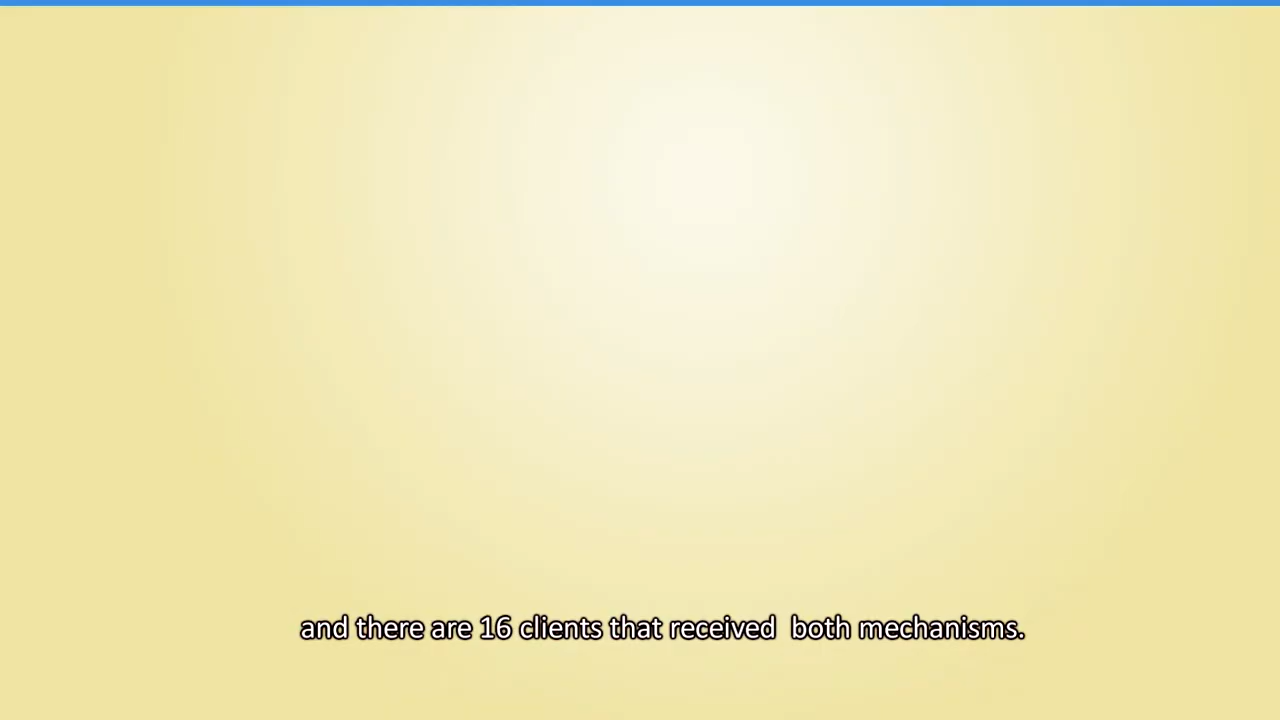 and there are 16 clients that received  both mechanisms.